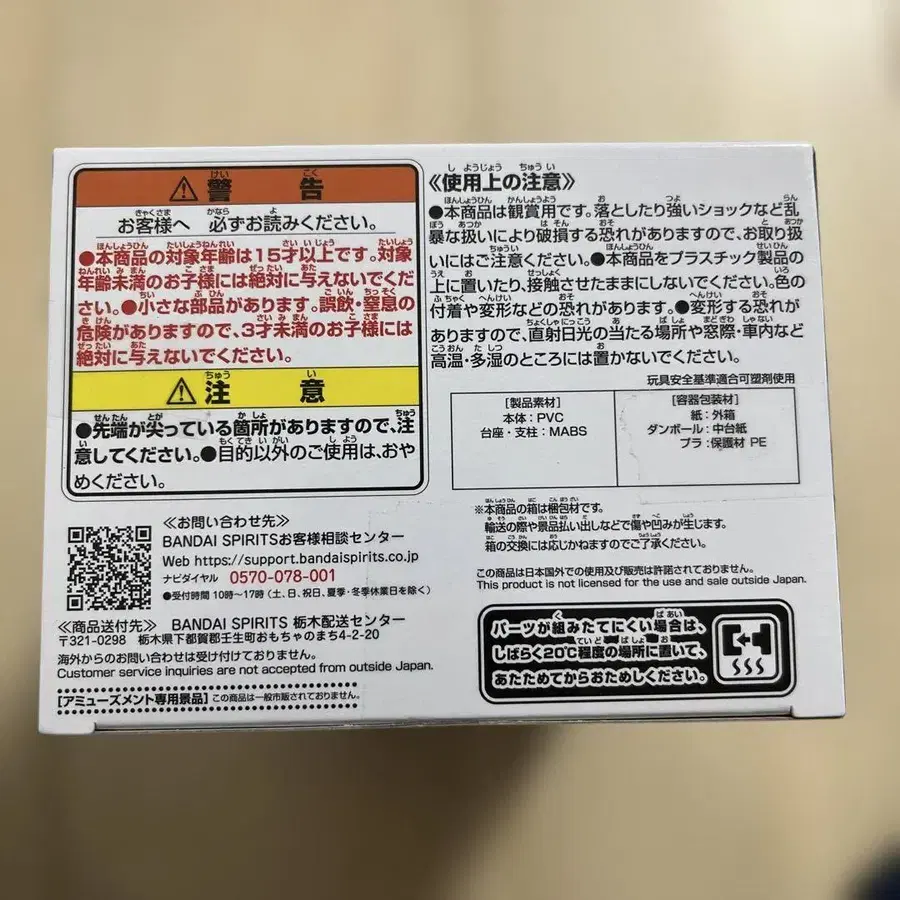 ⚠警告
お客様へ 必ずお読みください。
●本商品の対象年齢は15才以上です。対象
年齢未満のお子様には絶対に与えないでくだ
さい。●小さな部品があります。誤飲・窒息の
危険がありますので、3才未満のお子様には
絶対に与えないでください。
⚠注意
●先端が尖っている箇所がありますので、注
意してください。●目的以外のご使用は、おや
めください。
≪お問い合わせ先≫
BANDAI SPIRITSお客様相談センター
Web https://support.bandaispirits.co.jp
ナビダイヤル 0570-078-001
●受付時間 10時〜17時(土、日、祝日、夏季・冬季休業日を除く)
≪商品送付先≫ BANDAI SPIRITS 栃木配送センター
〒321-0298 栃木県下都賀郡壬生町おもちゃのまち4-2-20
海外からのお問い合わせは受け付けておりません。
Customer service inquiries are not accepted from outside Japan.
[アミューズメント専用景品] この商品は一般市販されておりません。
≪使用上の注意≫
●本商品は観賞用です。落としたり強いショックなど乱
暴な扱いにより破損する恐れがありますので、お取り扱
いにはご注意ください。●本商品をプラスチック製品の
上に置いたり、接触させたままにしないでください。色の
付着や変形などの恐れがあります。●変形する恐れが
ありますので、直射日光の当たる場所や窓際・車内など
高温・多湿のところには置かないでください。
玩具安全基準適合可塑剤使用
[製品素材]
本体:PVC
台座・支柱:MABS
[容器包装材]
紙:外箱
ダンボール:中台紙
プラ:保護材 PE
※本商品の箱は梱包材です。
輸送の際や景品払い出しなどで傷や凹みが生じます。
箱の交換には応じかねますのでご了承ください。
この商品は日本国外での使用及び販売は許諾されておりません。
This product is not licensed for the use and sale outside Japan.
パーツが組みたてにくい場合は、
しばらく20℃程度の場所に置いて、
あたためてからおためしください。